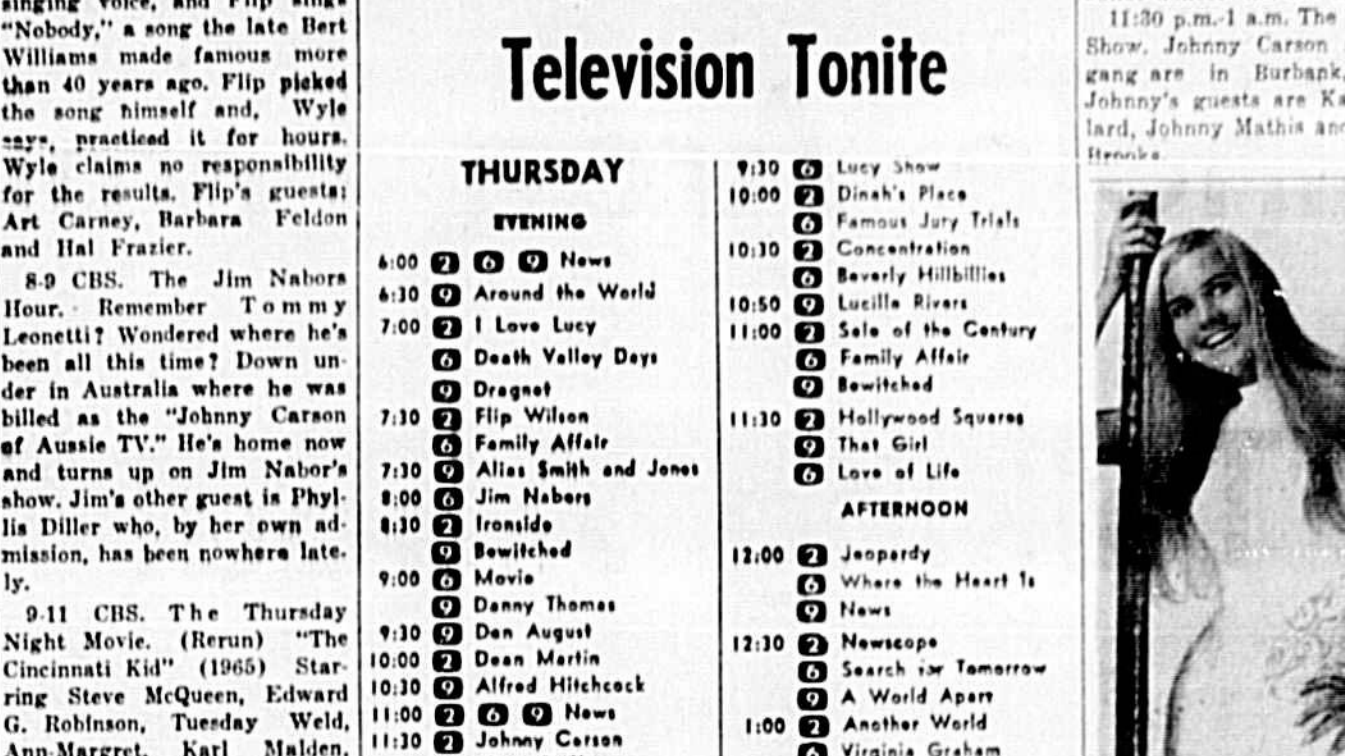 singing voice, and Flip sings
"Nobody," a song the late Bert
Williams made famous more
than 40 years ago. Flip picked
the song himself and, Wyle
says, practiced it for hours.
Wyle claims no responsibility
for the results. Flip's guests:
Art Carney, Barbara Feldon
and Hal Frazier.
8-9 CBS. The Jim Nabors
Hour. Remember Tommy
Leonetti? Wondered where he's
been all this time? Down un-
der in Australia where he was
billed as the "Johnny Carson
of Aussie TV." He's home now
and turns up on Jim Nabor's
show. Jim's other guest is Phyl-
lis Diller who, by her own ad-
mission, has been nowhere late-
ly.
9-11 CBS. The Thursday
Night Movie. (Rerun) "The
Cincinnati Kid" (1965) Star-
ring Steve McQueen, Edward
G. Robinson, Tuesday Weld,
Ann-Margret, Karl Malden,
Television Tonite
THURSDAY
EVENING
6:00 2 6 9 News
6:30 9 Around the World
7:00 2 I Love Lucy
6 Death Valley Days
9 Dragnet
7:30 2 Flip Wilson
6 Family Affair
7:30 9 Alias Smith and Jones
8:00 6 Jim Nabors
8:30 2 Ironside
9 Bewitched
9:00 6 Movie
9 Danny Thomas
9:30 9 Dan August
10:00 2 Dean Martin
10:30 9 Alfred Hitchcock
11:00 2 6 9 News
11:30 2 Johnny Carson
9:30 6 Lucy Show
10:00 2 Dinah's Place
6 Famous Jury Trials
10:30 2 Concentration
6 Beverly Hillbillies
10:50 9 Lucille Rivers
11:00 2 Sale of the Century
6 Family Affair
9 Bewitched
11:30 2 Hollywood Squares
9 That Girl
6 Love of Life
AFTERNOON
12:00 2 Jeopardy
6 Where the Heart Is
9 News
12:30 2 Newscope
6 Search for Tomorrow
9 A World Apart
1:00 2 Another World
6 Virginia Graham
11:30 p.m.-1 a.m. The
Show. Johnny Carson
gang are in Burbank,
Johnny's guests are Ka
lard, Johnny Mathis and
Brooks.